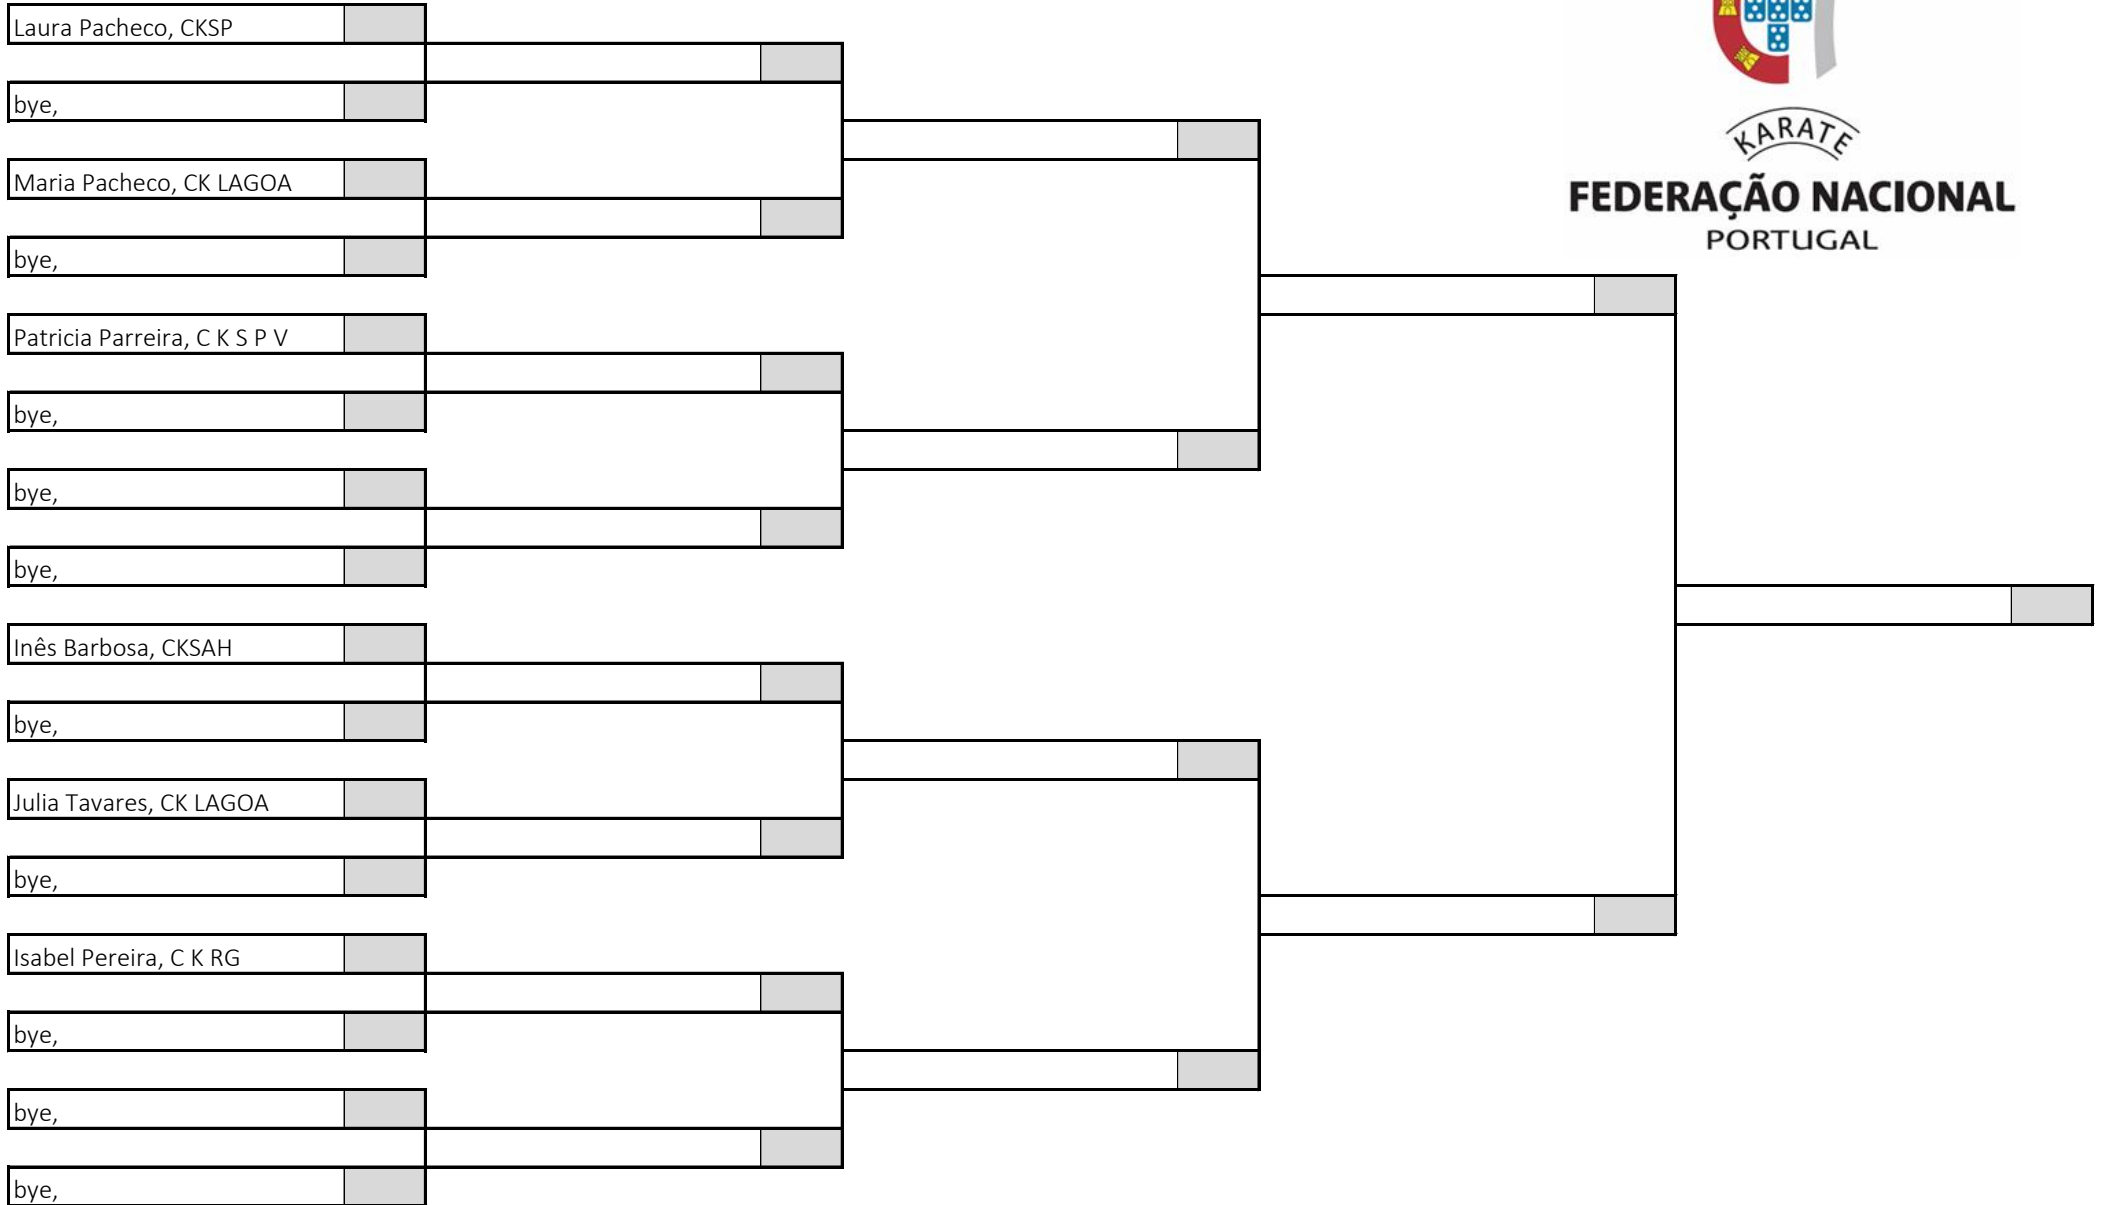 Laura Pacheco, CKSP
bye,
Maria Pacheco, CK LAGOA
bye,
Patricia Parreira, C K S P V
bye,
bye,
bye,
Inês Barbosa, CKSAH
bye,
Julia Tavares, CK LAGOA
bye,
Isabel Pereira, C K RG
bye,
bye,
bye,
KARATE
FEDERAÇÃO NACIONAL
PORTUGAL